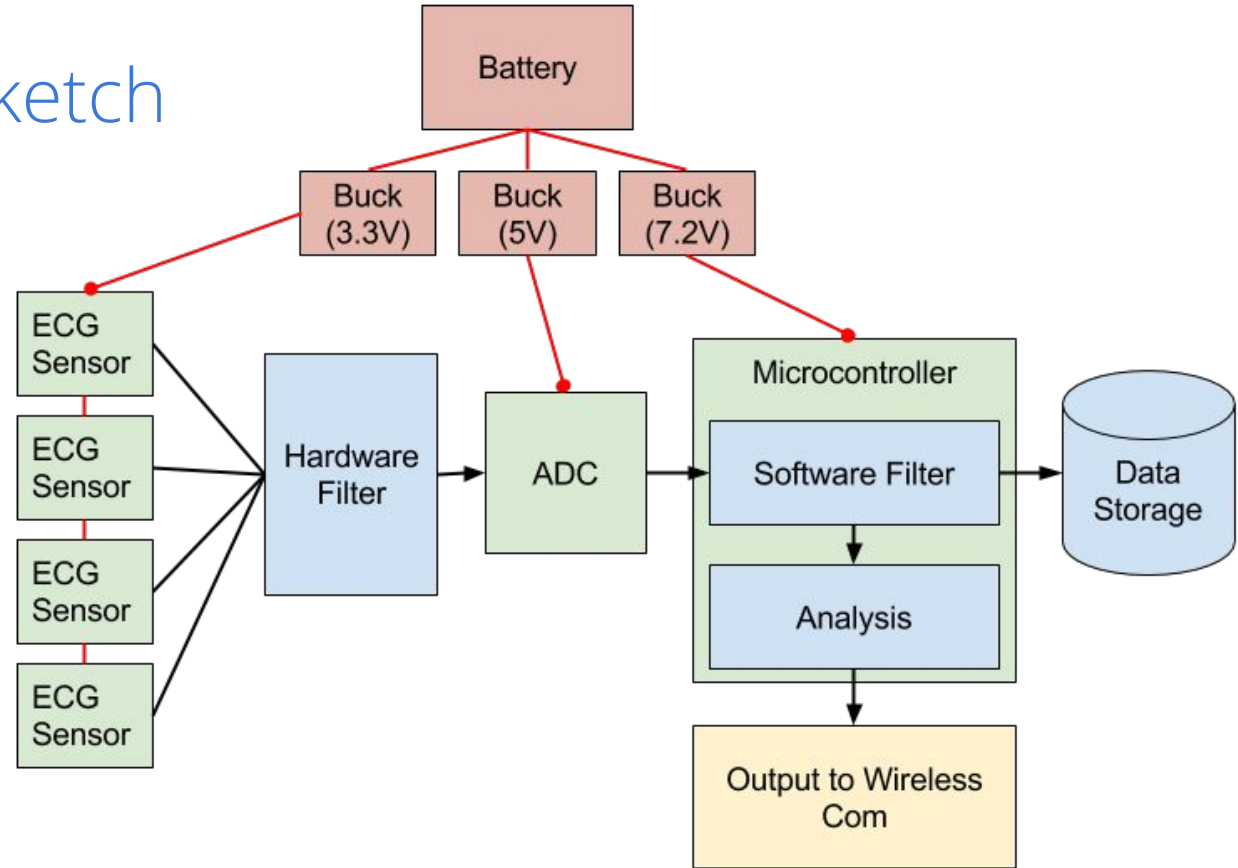 ketch
Battery
Buck
(3.3V)
Buck
(5V)
Buck
(7.2V)
ECG
Sensor
ECG
Sensor
ECG
Sensor
ECG
Sensor
Hardware
Filter
ADC
Microcontroller
Software Filter
Analysis
Data
Storage
Output to Wireless
Com